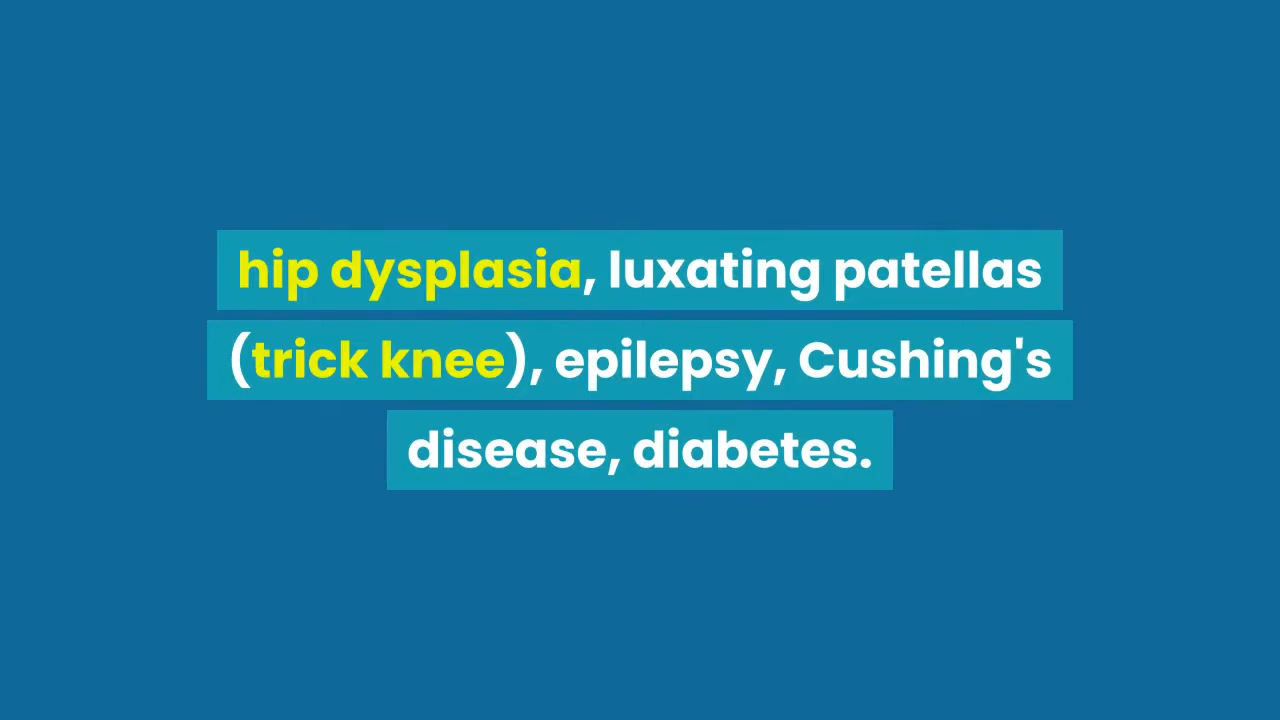 hip dysplasia, luxating patellas
(trick knee), epilepsy, Cushing's
disease, diabetes.